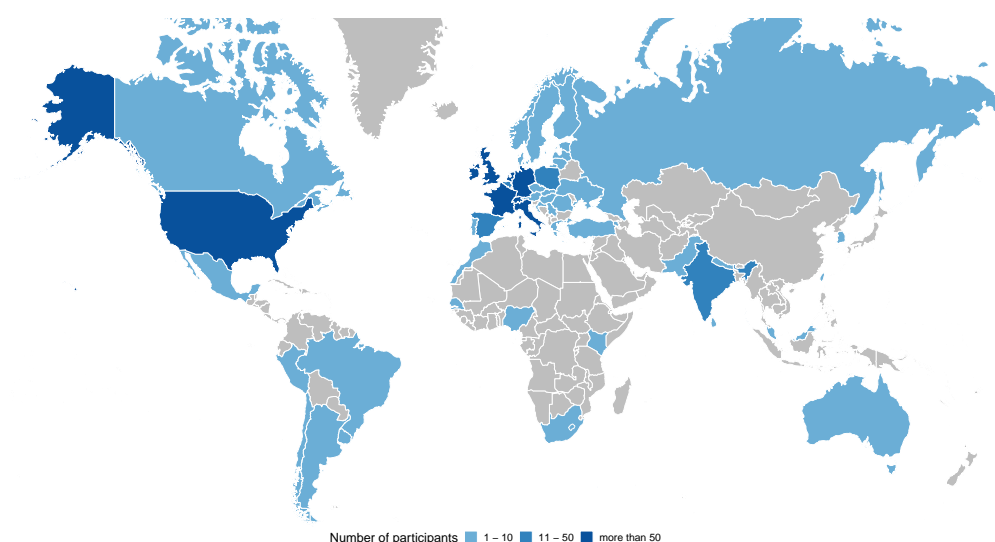 Number of participants 1 – 10 11 – 50 more than 50